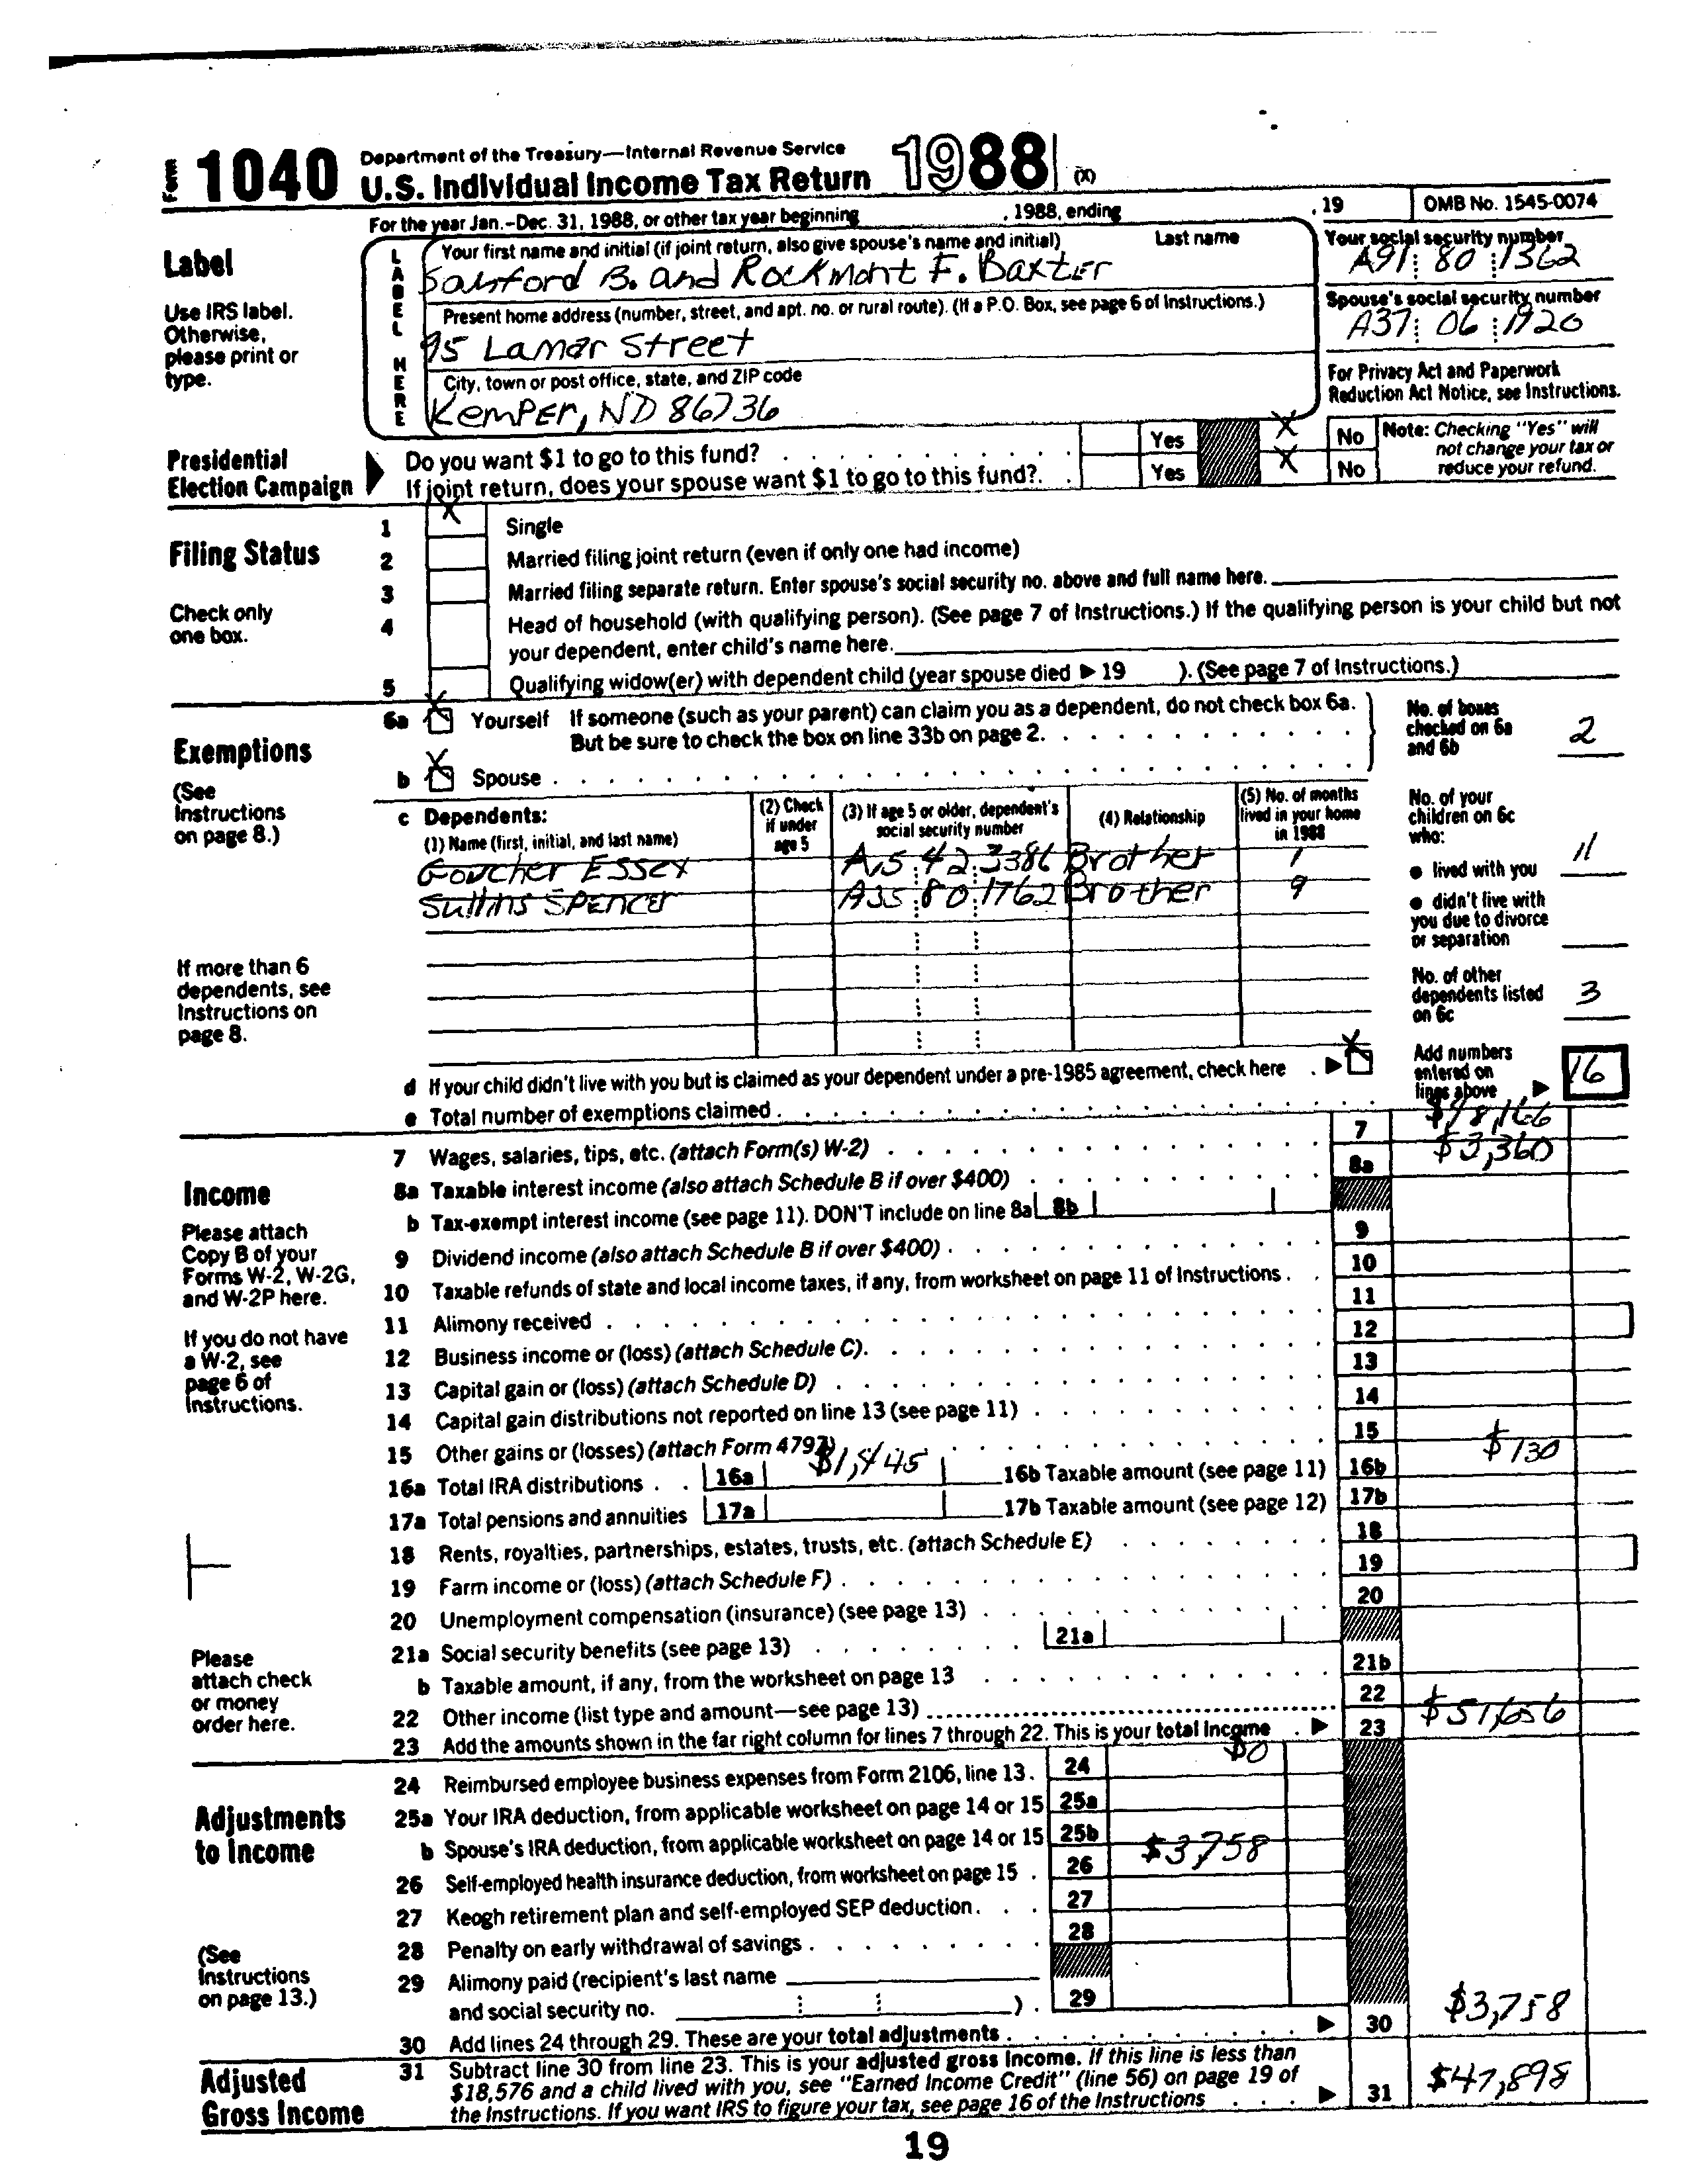 Form 1040 Department of the Treasury—Internal Revenue Service
U.S. Individual Income Tax Return 1988 (X)
For the year Jan.-Dec. 31, 1988, or other tax year beginning , 1988, ending , 19 OMB No. 1545-0074
Label
Use IRS label.
Otherwise,
please print or
type.
LABEL HERE
Your first name and initial (if joint return, also give spouse's name and initial) Last name
Sanford B. and Rockmont F. Baxter
Present home address (number, street, and apt. no. or rural route). (If a P.O. Box, see page 6 of Instructions.)
95 Lamar Street
City, town or post office, state, and ZIP code
Kemper, ND 86736
Your social security number
A91 80 1362
Spouse's social security number
A37 06 1920
For Privacy Act and Paperwork
Reduction Act Notice, see Instructions.
Presidential
Election Campaign
Do you want $1 to go to this fund? Yes X No
If joint return, does your spouse want $1 to go to this fund? Yes X No
Note: Checking "Yes" will
not change your tax or
reduce your refund.
Filing Status
Check only
one box.
X
1 Single
2 Married filing joint return (even if only one had income)
3 Married filing separate return. Enter spouse's social security no. above and full name here.
4 Head of household (with qualifying person). (See page 7 of Instructions.) If the qualifying person is your child but not
your dependent, enter child's name here.
5 Qualifying widow(er) with dependent child (year spouse died ▶ 19 ). (See page 7 of Instructions.)
Exemptions
(See
Instructions
on page 8.)
If more than 6
dependents, see
Instructions on
page 8.
6a X Yourself If someone (such as your parent) can claim you as a dependent, do not check box 6a.
But be sure to check the box on line 33b on page 2.
b X Spouse
No. of boxes
checked on 6a
and 6b 2
c Dependents:
(1) Name (first, initial, and last name)
(2) Check
if under
age 5
(3) If age 5 or older, dependent's
social security number
(4) Relationship
(5) No. of months
lived in your home
in 1988
Goucher Essex 42 3386 Brother 1
Sullins Spencer A35 80 1762 Brother 9
No. of your
children on 6c
who:
● lived with you 11
● didn't live with
you due to divorce
or separation
No. of other
dependents listed
on 6c 3
d If your child didn't live with you but is claimed as your dependent under a pre-1985 agreement, check here ▶ X
e Total number of exemptions claimed
Add numbers
entered on
lines above ▶ 16
Income
Please attach
Copy B of your
Forms W-2, W-2G,
and W-2P here.
If you do not have
a W-2, see
page 6 of
Instructions.
Please
attach check
or money
order here.
7 Wages, salaries, tips, etc. (attach Form(s) W-2) 7 $48,166
8a Taxable interest income (also attach Schedule B if over $400) 8a $3,360
b Tax-exempt interest income (see page 11). DON'T include on line 8a 8b
9 Dividend income (also attach Schedule B if over $400) 9
10 Taxable refunds of state and local income taxes, if any, from worksheet on page 11 of Instructions 10
11 Alimony received 11
12 Business income or (loss) (attach Schedule C) 12
13 Capital gain or (loss) (attach Schedule D) 13
14 Capital gain distributions not reported on line 13 (see page 11) 14
15 Other gains or (losses) (attach Form 4797) 15
16a Total IRA distributions 16a $1,445 16b Taxable amount (see page 11) 16b $130
17a Total pensions and annuities 17a 17b Taxable amount (see page 12) 17b
18 Rents, royalties, partnerships, estates, trusts, etc. (attach Schedule E) 18
19 Farm income or (loss) (attach Schedule F) 19
20 Unemployment compensation (insurance) (see page 13) 20
21a Social security benefits (see page 13) 21a
b Taxable amount, if any, from the worksheet on page 13 21b
22 Other income (list type and amount—see page 13) 22
23 Add the amounts shown in the far right column for lines 7 through 22. This is your total income ▶ 23 $51,656
Adjustments
to Income
(See
Instructions
on page 13.)
24 Reimbursed employee business expenses from Form 2106, line 13. 24 $0
25a Your IRA deduction, from applicable worksheet on page 14 or 15 25a
b Spouse's IRA deduction, from applicable worksheet on page 14 or 15 25b
26 Self-employed health insurance deduction, from worksheet on page 15 26 $3,758
27 Keogh retirement plan and self-employed SEP deduction 27
28 Penalty on early withdrawal of savings 28
29 Alimony paid (recipient's last name
and social security no. ) 29
30 Add lines 24 through 29. These are your total adjustments ▶ 30 $3,758
Adjusted
Gross Income
31 Subtract line 30 from line 23. This is your adjusted gross income. If this line is less than
$18,576 and a child lived with you, see "Earned Income Credit" (line 56) on page 19 of
the Instructions. If you want IRS to figure your tax, see page 16 of the Instructions ▶ 31 $47,898
19